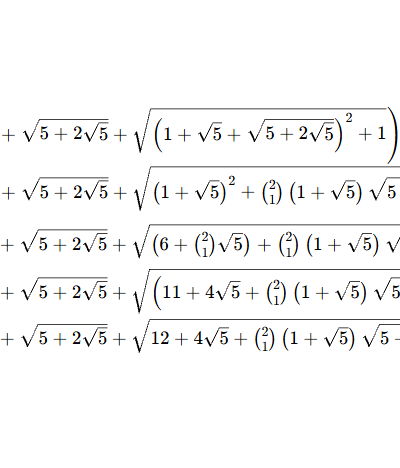 + √(5 + 2√5) + √((1 + √5 + √(5 + 2√5))² + 1)
+ √(5 + 2√5) + √((1 + √5)² + (2 1) (1 + √5) √5
+ √(5 + 2√5) + √((6 + (2 1)√5) + (2 1) (1 + √5) √
+ √(5 + 2√5) + √((11 + 4√5 + (2 1) (1 + √5) √5
+ √(5 + 2√5) + √(12 + 4√5 + (2 1) (1 + √5) √5 -